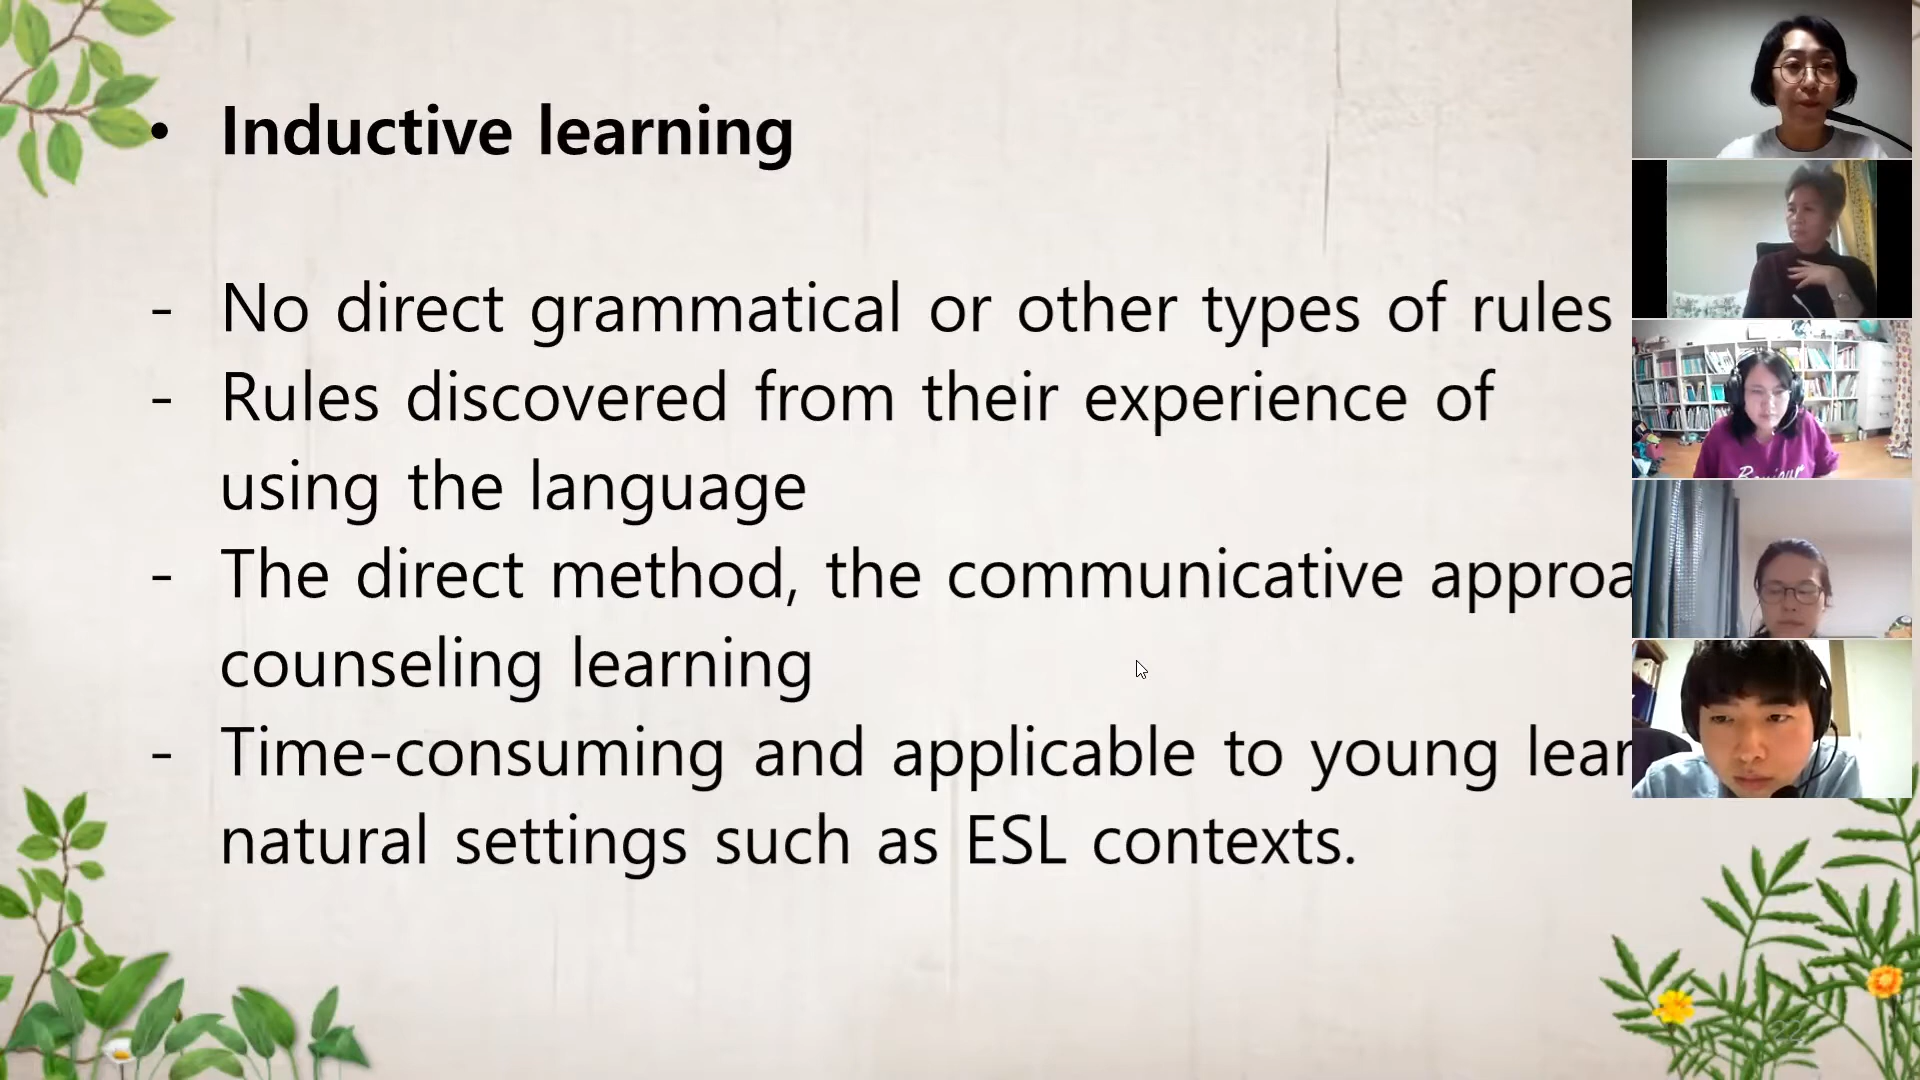 • Inductive learning
- No direct grammatical or other types of rules
- Rules discovered from their experience of
using the language
- The direct method, the communicative approa
counseling learning
- Time-consuming and applicable to young lear
natural settings such as ESL contexts.
Bonjour
22